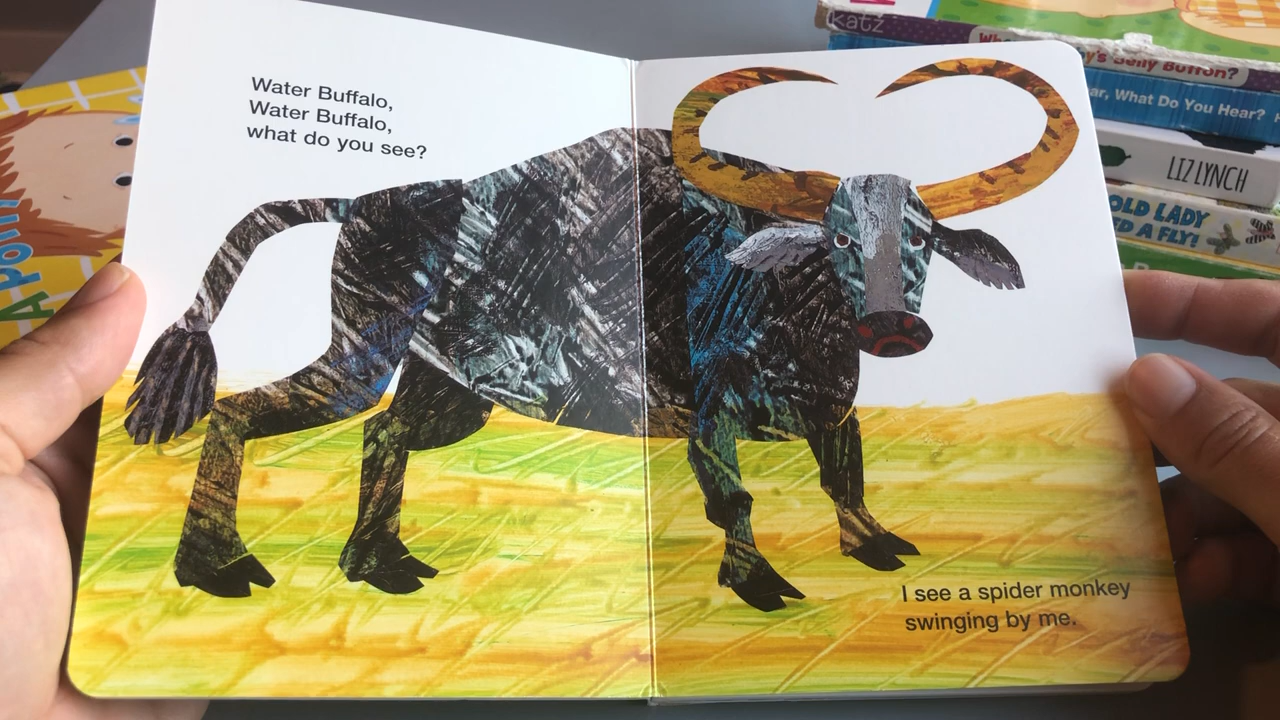 Water Buffalo,
Water Buffalo,
what do you see?
I see a spider monkey
swinging by me.
katz
Belly Button?
ar, What Do You Hear?
LIZ LYNCH
OLD LADY
D A FLY!
A